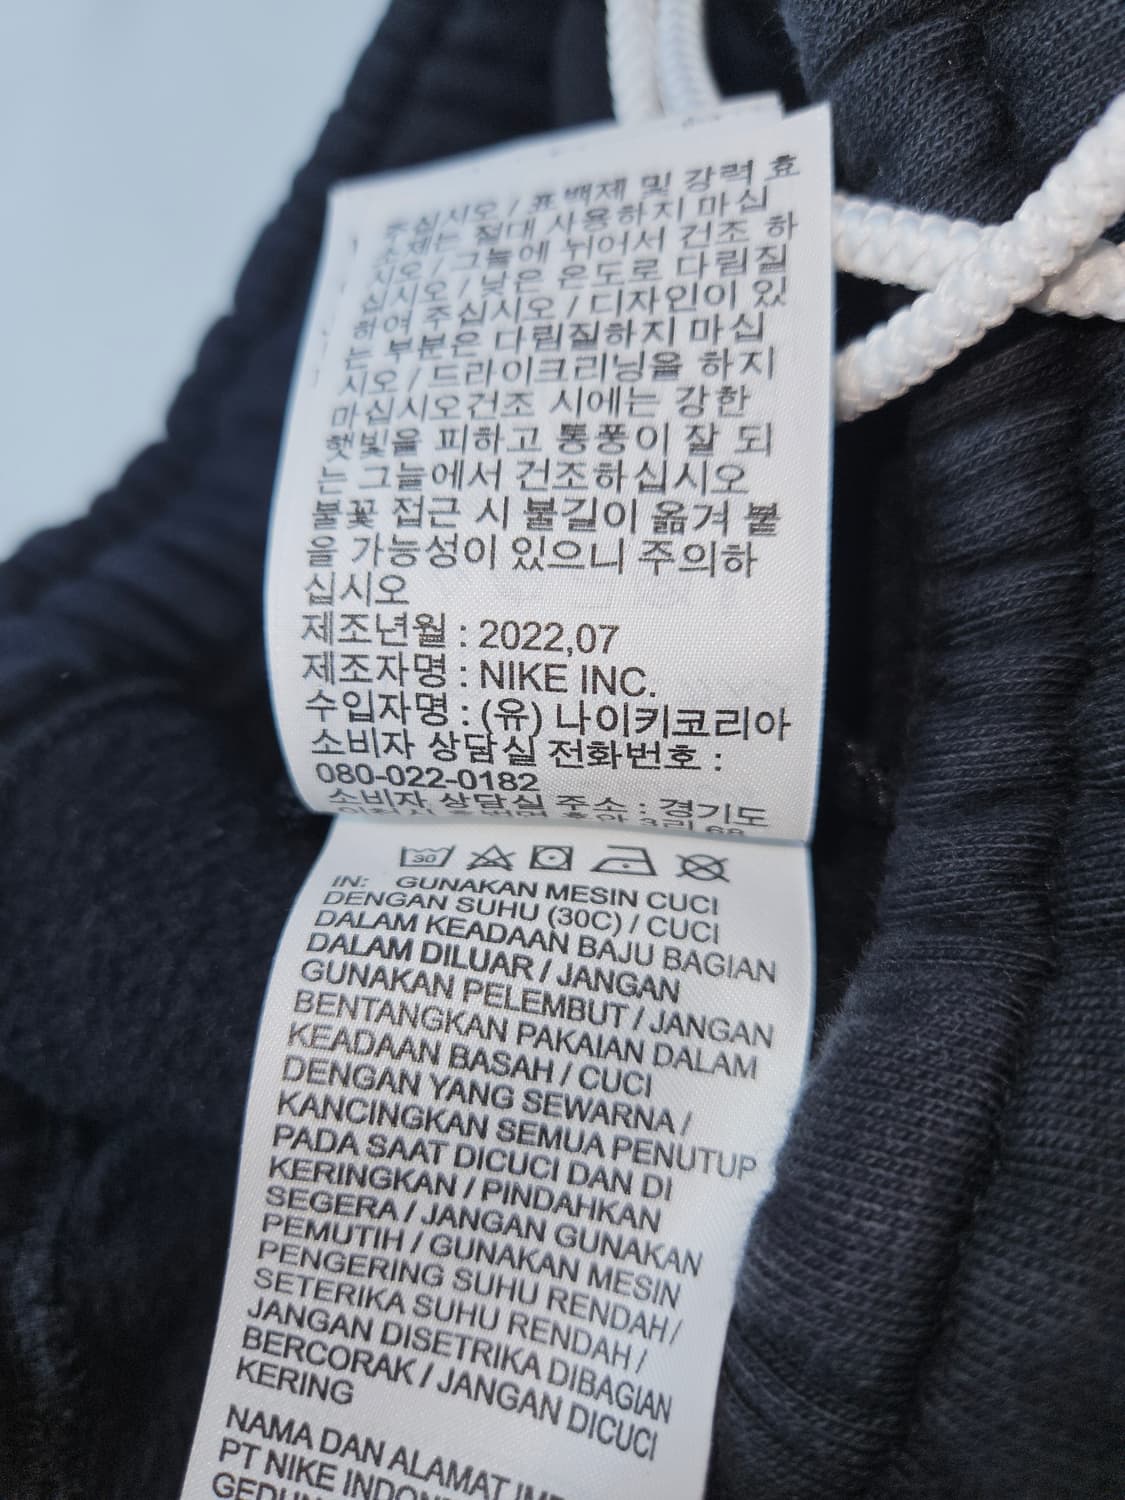 주십시오 / 표백제 및 강력 효
소제는 절대 사용하지 마십
시오 / 그늘에 뉘어서 건조 하
십시오 / 낮은 온도로 다림질
하여 주십시오 / 디자인이 있
는 부분은 다림질하지 마십
시오 / 드라이크리닝을 하지
마십시오건조 시에는 강한
햇빛을 피하고 통풍이 잘 되
는 그늘에서 건조하십시오
불꽃 접근 시 불길이 옮겨 붙
을 가능성이 있으니 주의하
십시오
제조년월 : 2022,07
제조자명 : NIKE INC.
수입자명 : (유) 나이키코리아
소비자 상담실 전화번호 :
080-022-0182
소비자 상담실 주소 : 경기도
30
IN: GUNAKAN MESIN CUCI
DENGAN SUHU (30C) / CUCI
DALAM KEADAAN BAJU BAGIAN
DALAM DILUAR / JANGAN
GUNAKAN PELEMBUT / JANGAN
BENTANGKAN PAKAIAN DALAM
KEADAAN BASAH / CUCI
DENGAN YANG SEWARNA /
KANCINGKAN SEMUA PENUTUP
PADA SAAT DICUCI DAN DI
KERINGKAN / PINDAHKAN
SEGERA / JANGAN GUNAKAN
PEMUTIH / GUNAKAN MESIN
PENGERING SUHU RENDAH /
SETERIKA SUHU RENDAH /
JANGAN DISETRIKA DIBAGIAN
BERCORAK / JANGAN DICUCI
KERING
NAMA DAN ALAMAT
PT NIKE